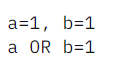 a=1, b=1
a OR b=1